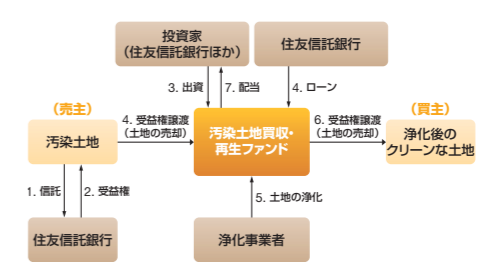 投資家
（住友信託銀行ほか）
住友信託銀行
3. 出資
7. 配当
4. ローン
（売主）
（買主）
汚染土地
4. 受益権譲渡
（土地の売却）
汚染土地買収・
再生ファンド
6. 受益権譲渡
（土地の売却）
浄化後の
クリーンな土地
1. 信託
2. 受益権
5. 土地の浄化
住友信託銀行
浄化事業者